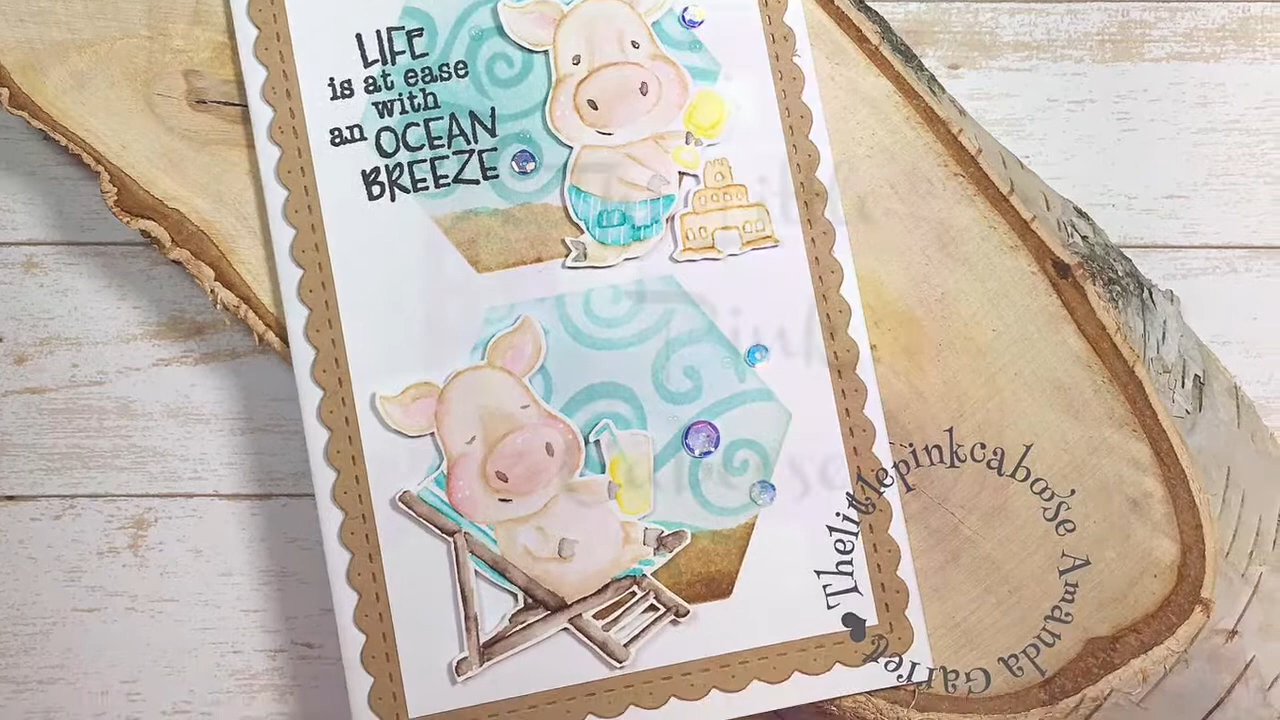 LIFE
is at ease
with
an OCEAN
BREEZE
Thelittlepinkcaboose Amanda Garret